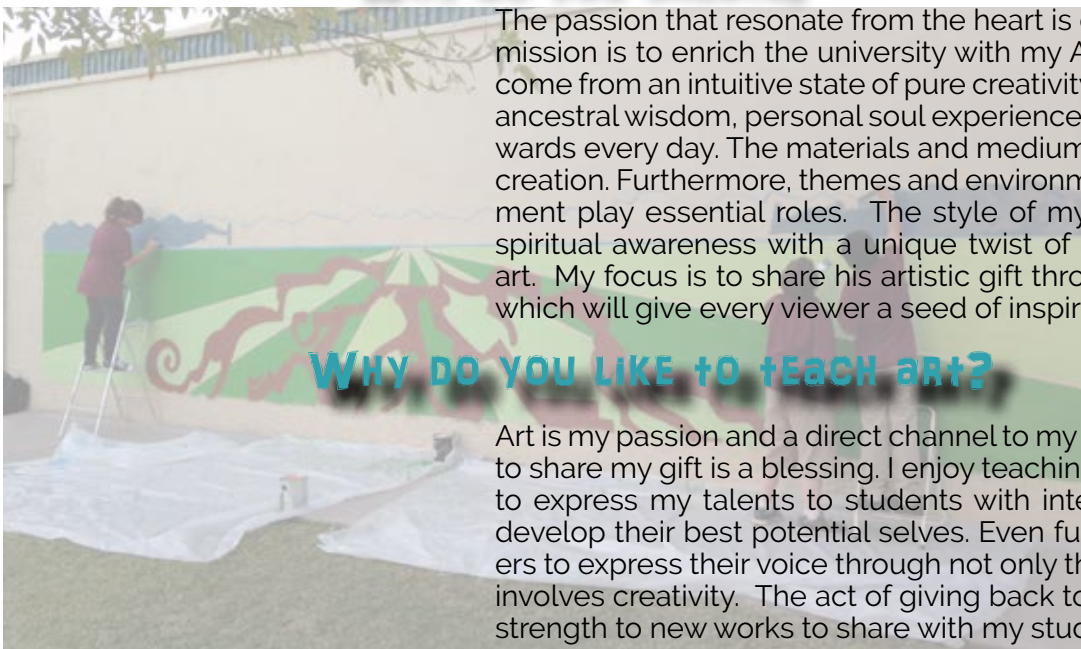 The passion that resonate from the heart is
mission is to enrich the university with my
come from an intuitive state of pure creativity
ancestral wisdom, personal soul experience
wards every day. The materials and medium
creation. Furthermore, themes and environm
ment play essential roles. The style of my
spiritual awareness with a unique twist of
art. My focus is to share his artistic gift thro
which will give every viewer a seed of inspir
WHY DO YOU LIKE TO TEACH ART?
Art is my passion and a direct channel to my
to share my gift is a blessing. I enjoy teachin
to express my talents to students with inte
develop their best potential selves. Even fu
ers to express their voice through not only th
involves creativity. The act of giving back to
strength to new works to share with my stud